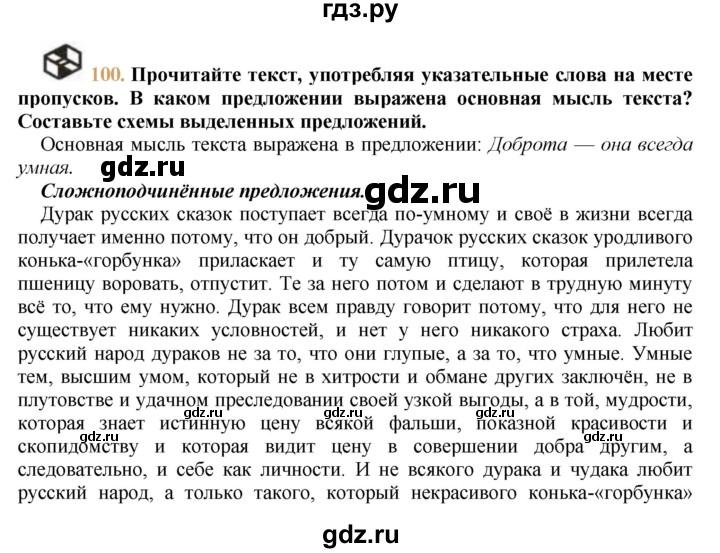 гдз.ру
100. Прочитайте текст, употребляя указательные слова на месте
пропусков. В каком предложении выражена основная мысль текста?
Составьте схемы выделенных предложений.
Основная мысль текста выражена в предложении: Доброта — она всегда
умная.
gdz.ru
Сложноподчинённые предложения.
gdz.ru
Дурак русских сказок поступает всегда по-умному и своё в жизни всегда
получает именно потому, что он добрый. Дурачок русских сказок уродливого
конька-«горбунка» приласкает и ту самую птицу, которая прилетела
пшеницу воровать, отпустит. Те за него потом и сделают в трудную минуту
всё то, что ему нужно. Дурак всем правду говорит потому, что для него не
существует никаких условностей, и нет у него никакого страха. Любит
русский народ дураков не за то, что они глупые, а за то, что умные. Умные
тем, высшим умом, который не в хитрости и обмане других заключён, не в
плутовстве и удачном преследовании своей узкой выгоды, а в той, мудрости,
gdz.ru gdz.ru gdz.ru
которая знает истинную цену всякой фальши, показной красивости и
gdz.ru gdz.ru
скопидомству и которая видит цену в совершении добра другим, а
следовательно, и себе как личности. И не всякого дурака и чудака любит
русский народ, а только такого, который некрасивого конька-«горбунка»
gdz.ru